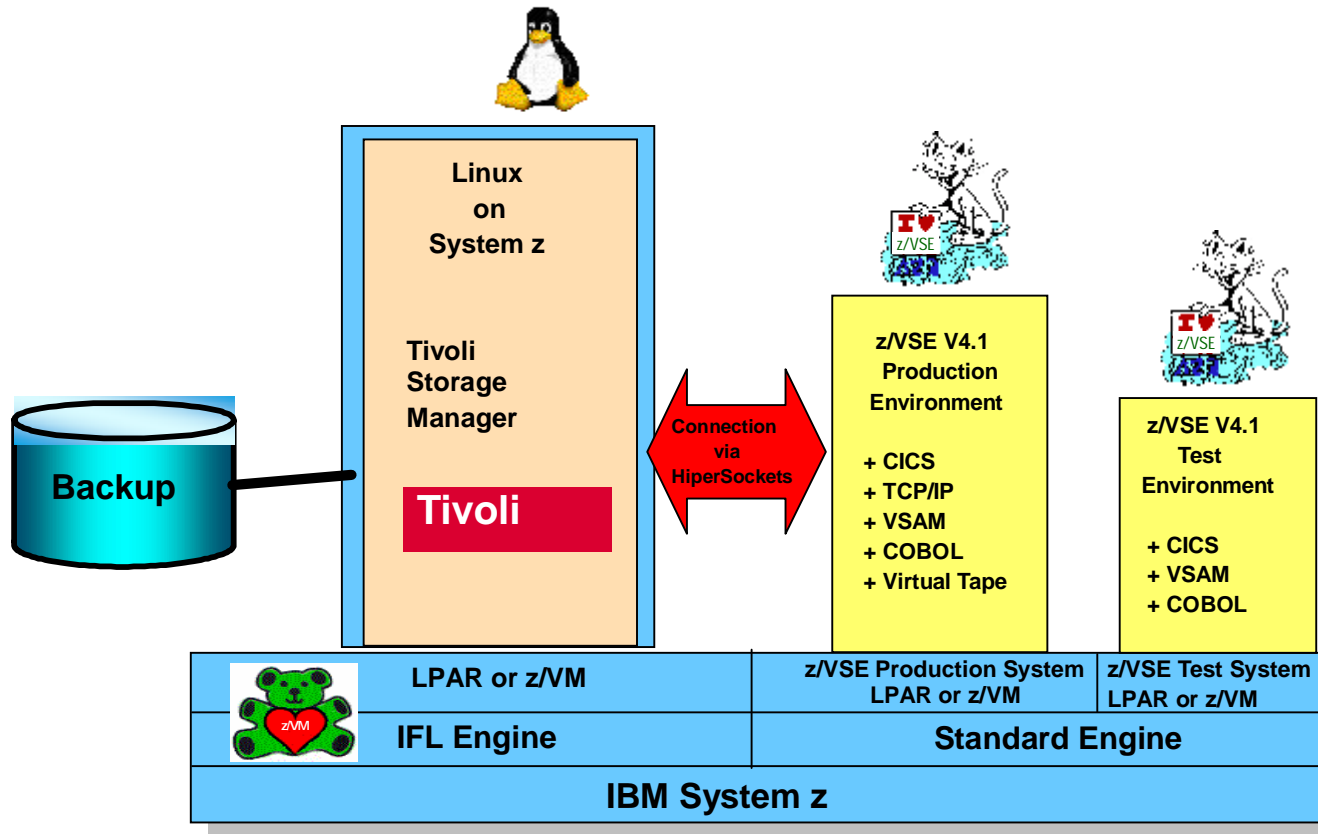 Linux
on
System z
Tivoli
Storage
Manager
Tivoli
Backup
Connection
via
HiperSockets
I ♥
z/VSE
z/VSE V4.1
Production
Environment
+ CICS
+ TCP/IP
+ VSAM
+ COBOL
+ Virtual Tape
I ♥
z/VSE
z/VSE V4.1
Test
Environment
+ CICS
+ VSAM
+ COBOL
z/VM
LPAR or z/VM
z/VSE Production System
LPAR or z/VM
z/VSE Test System
LPAR or z/VM
IFL Engine
Standard Engine
IBM System z